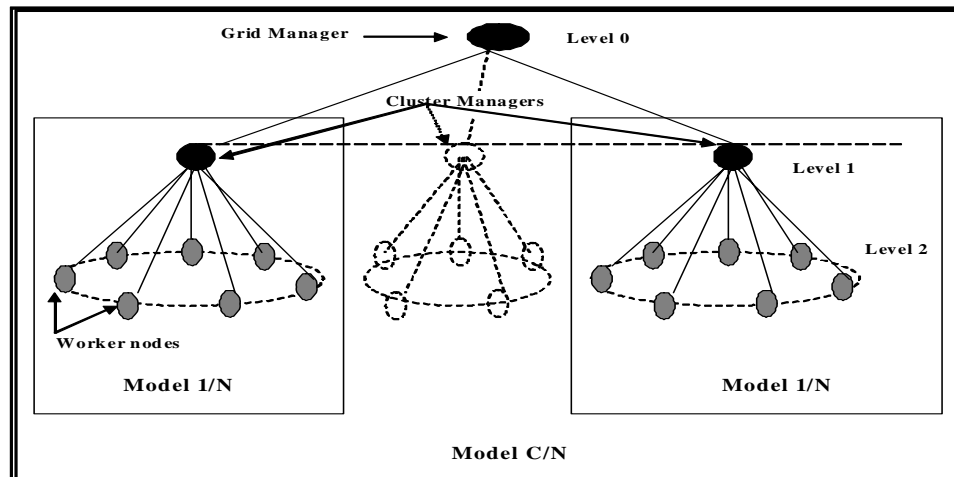 Grid Manager
Level 0
Cluster Managers
Level 1
Level 2
Worker nodes
Model 1/N
Model 1/N
Model C/N